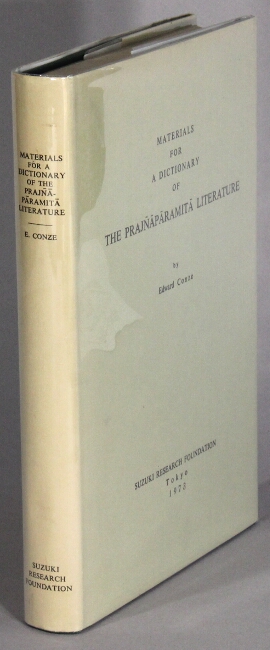 MATERIALS
FOR A
DICTIONARY
OF THE
PRAJÑĀ-
PĀRAMITĀ
LITERATURE
E. CONZE
SUZUKI
RESEARCH
FOUNDATION
MATERIALS
FOR
A DICTIONARY
OF
THE PRAJÑĀPĀRAMITĀ LITERATURE
by
Edward Conze
SUZUKI RESEARCH FOUNDATION
Tokyo
1973